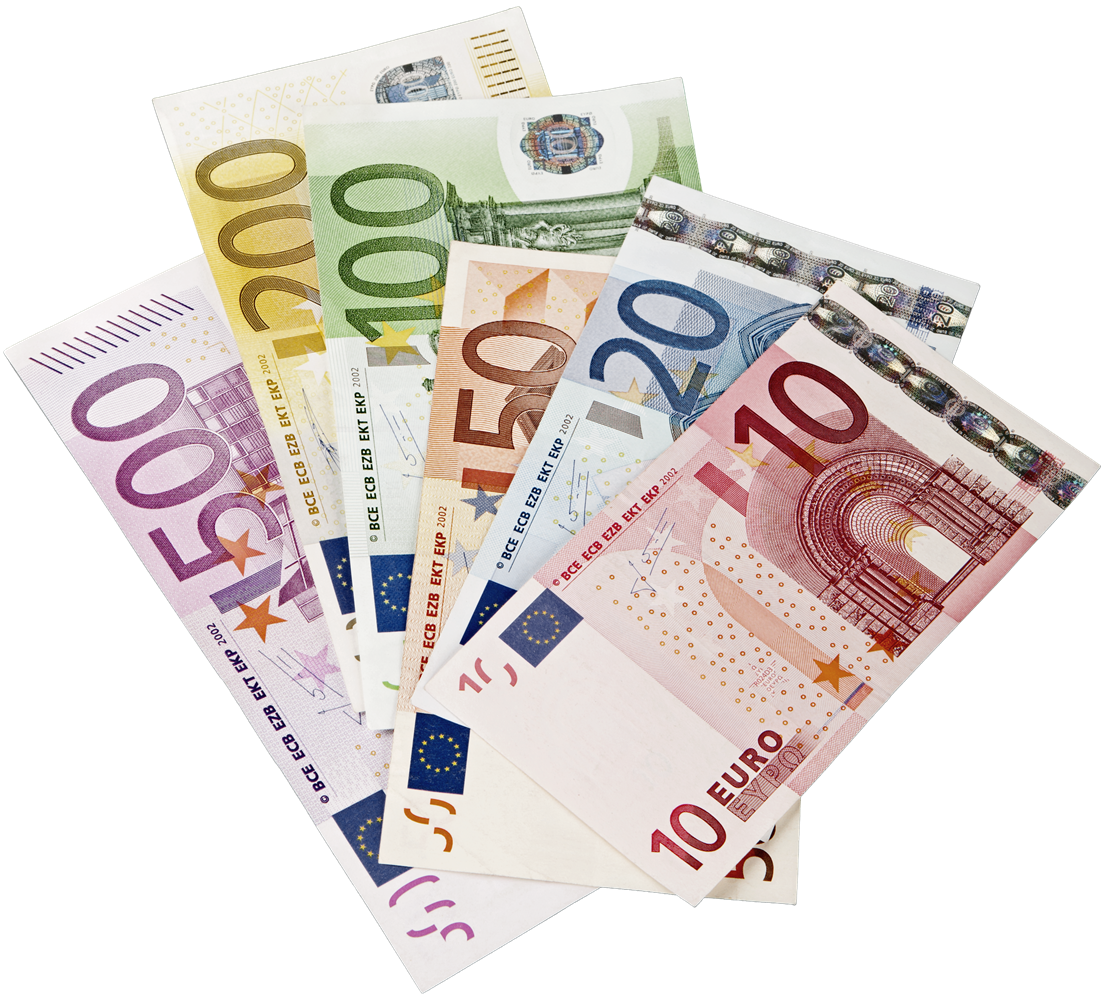 500
© BCE ECB EZB EKT EKP 2002
200
© BCE ECB EZB EKT EKP 2002
100
© BCE ECB EZB EKT EKP 2002
50
ECB EZB EKT EKP 2002
20
© BCE ECB EZB EKT EKP 2002
10
© BCE ECB EZB EKT EKP 2002
10
10 EURO
ΕΥΡΩ